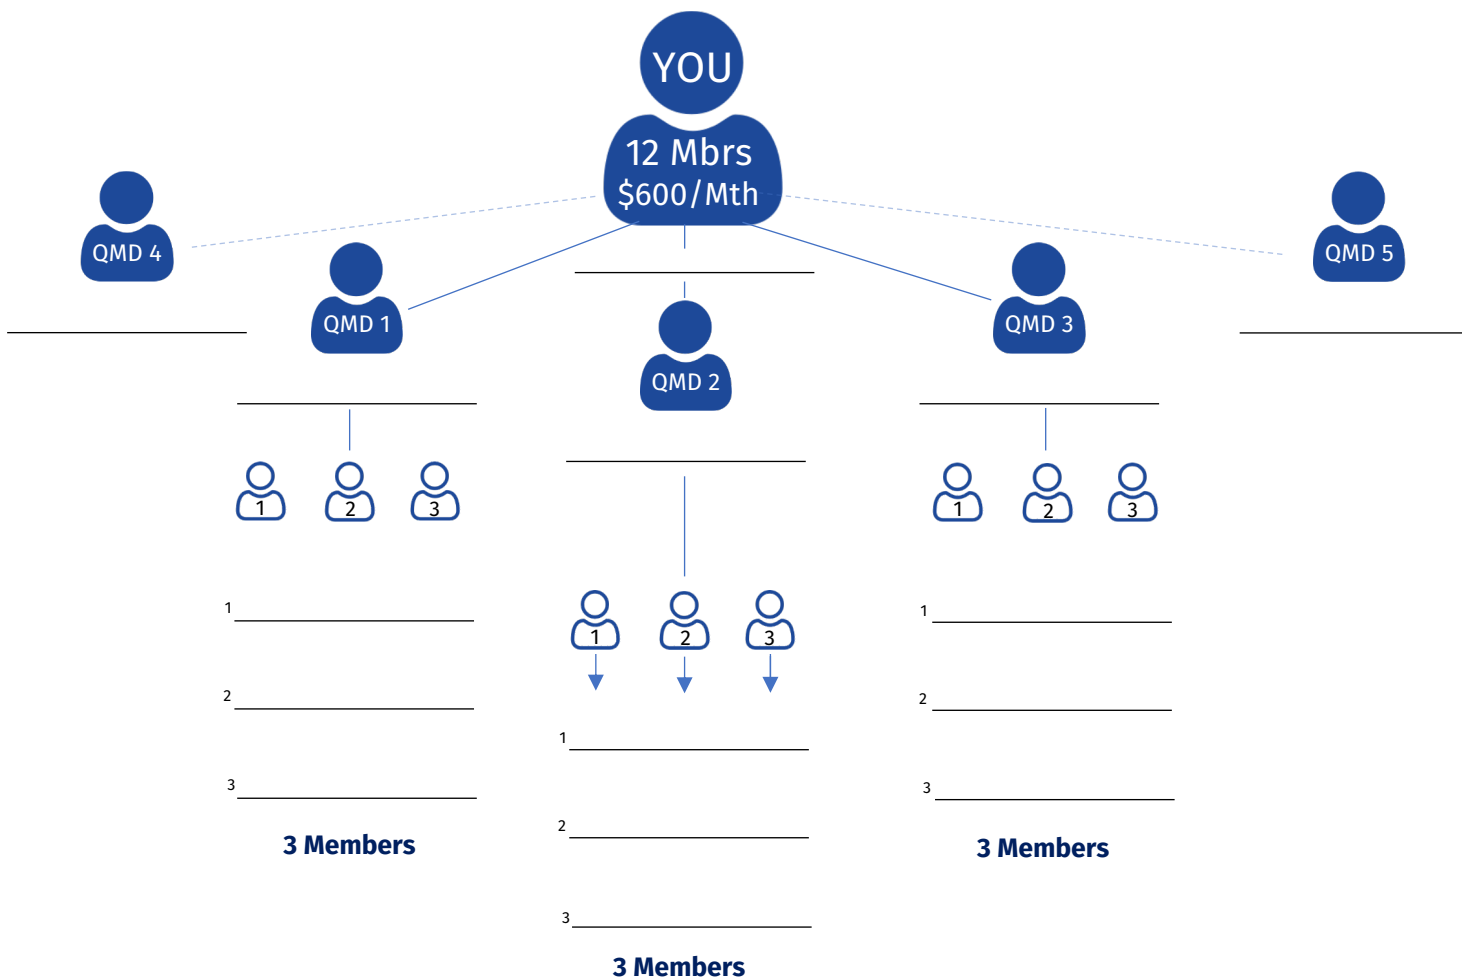 YOU
12 Mbrs
$600/Mth
QMD 4
QMD 5
QMD 1
QMD 3
QMD 2
1 2 3
1 2 3
1
2
3
3 Members
1 2 3
1
2
3
3 Members
1
2
3
3 Members